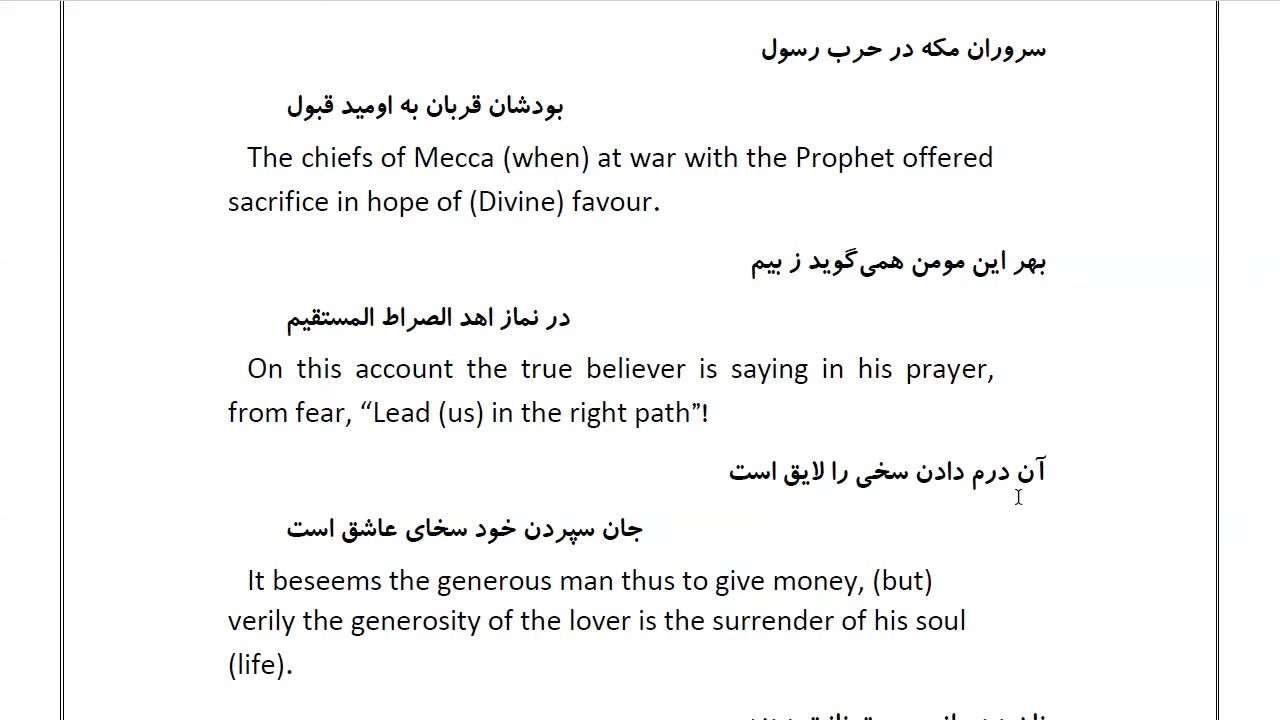 سروران مکه در حرب رسول
بودشان قربان به اومید قبول
The chiefs of Mecca (when) at war with the Prophet offered
sacrifice in hope of (Divine) favour.
بهر این مومن همی‌گوید ز بیم
در نماز اهد الصراط المستقیم
On this account the true believer is saying in his prayer,
from fear, “Lead (us) in the right path”!
آن درم دادن سخی را لایق است
جان سپردن خود سخای عاشق است
It beseems the generous man thus to give money, (but)
verily the generosity of the lover is the surrender of his soul
(life).